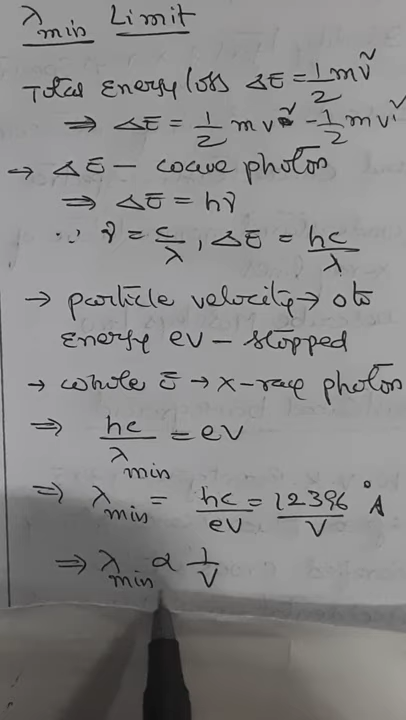 λmin Limit
Total Energy loss ΔE = 1/2 mv²
⇒ ΔE = 1/2 mv² - 1/2 mv'²
→ ΔE - wave photon
⇒ ΔE = hν
∵ ν = c/λ, ΔE = hc/λ
→ particle velocity → 0 to
Energy eV - stopped
→ whole E → X-ray photon
⇒ hc/λmin = eV
⇒ λmin = hc/eV = 12396/V Å
⇒ λmin ∝ 1/V